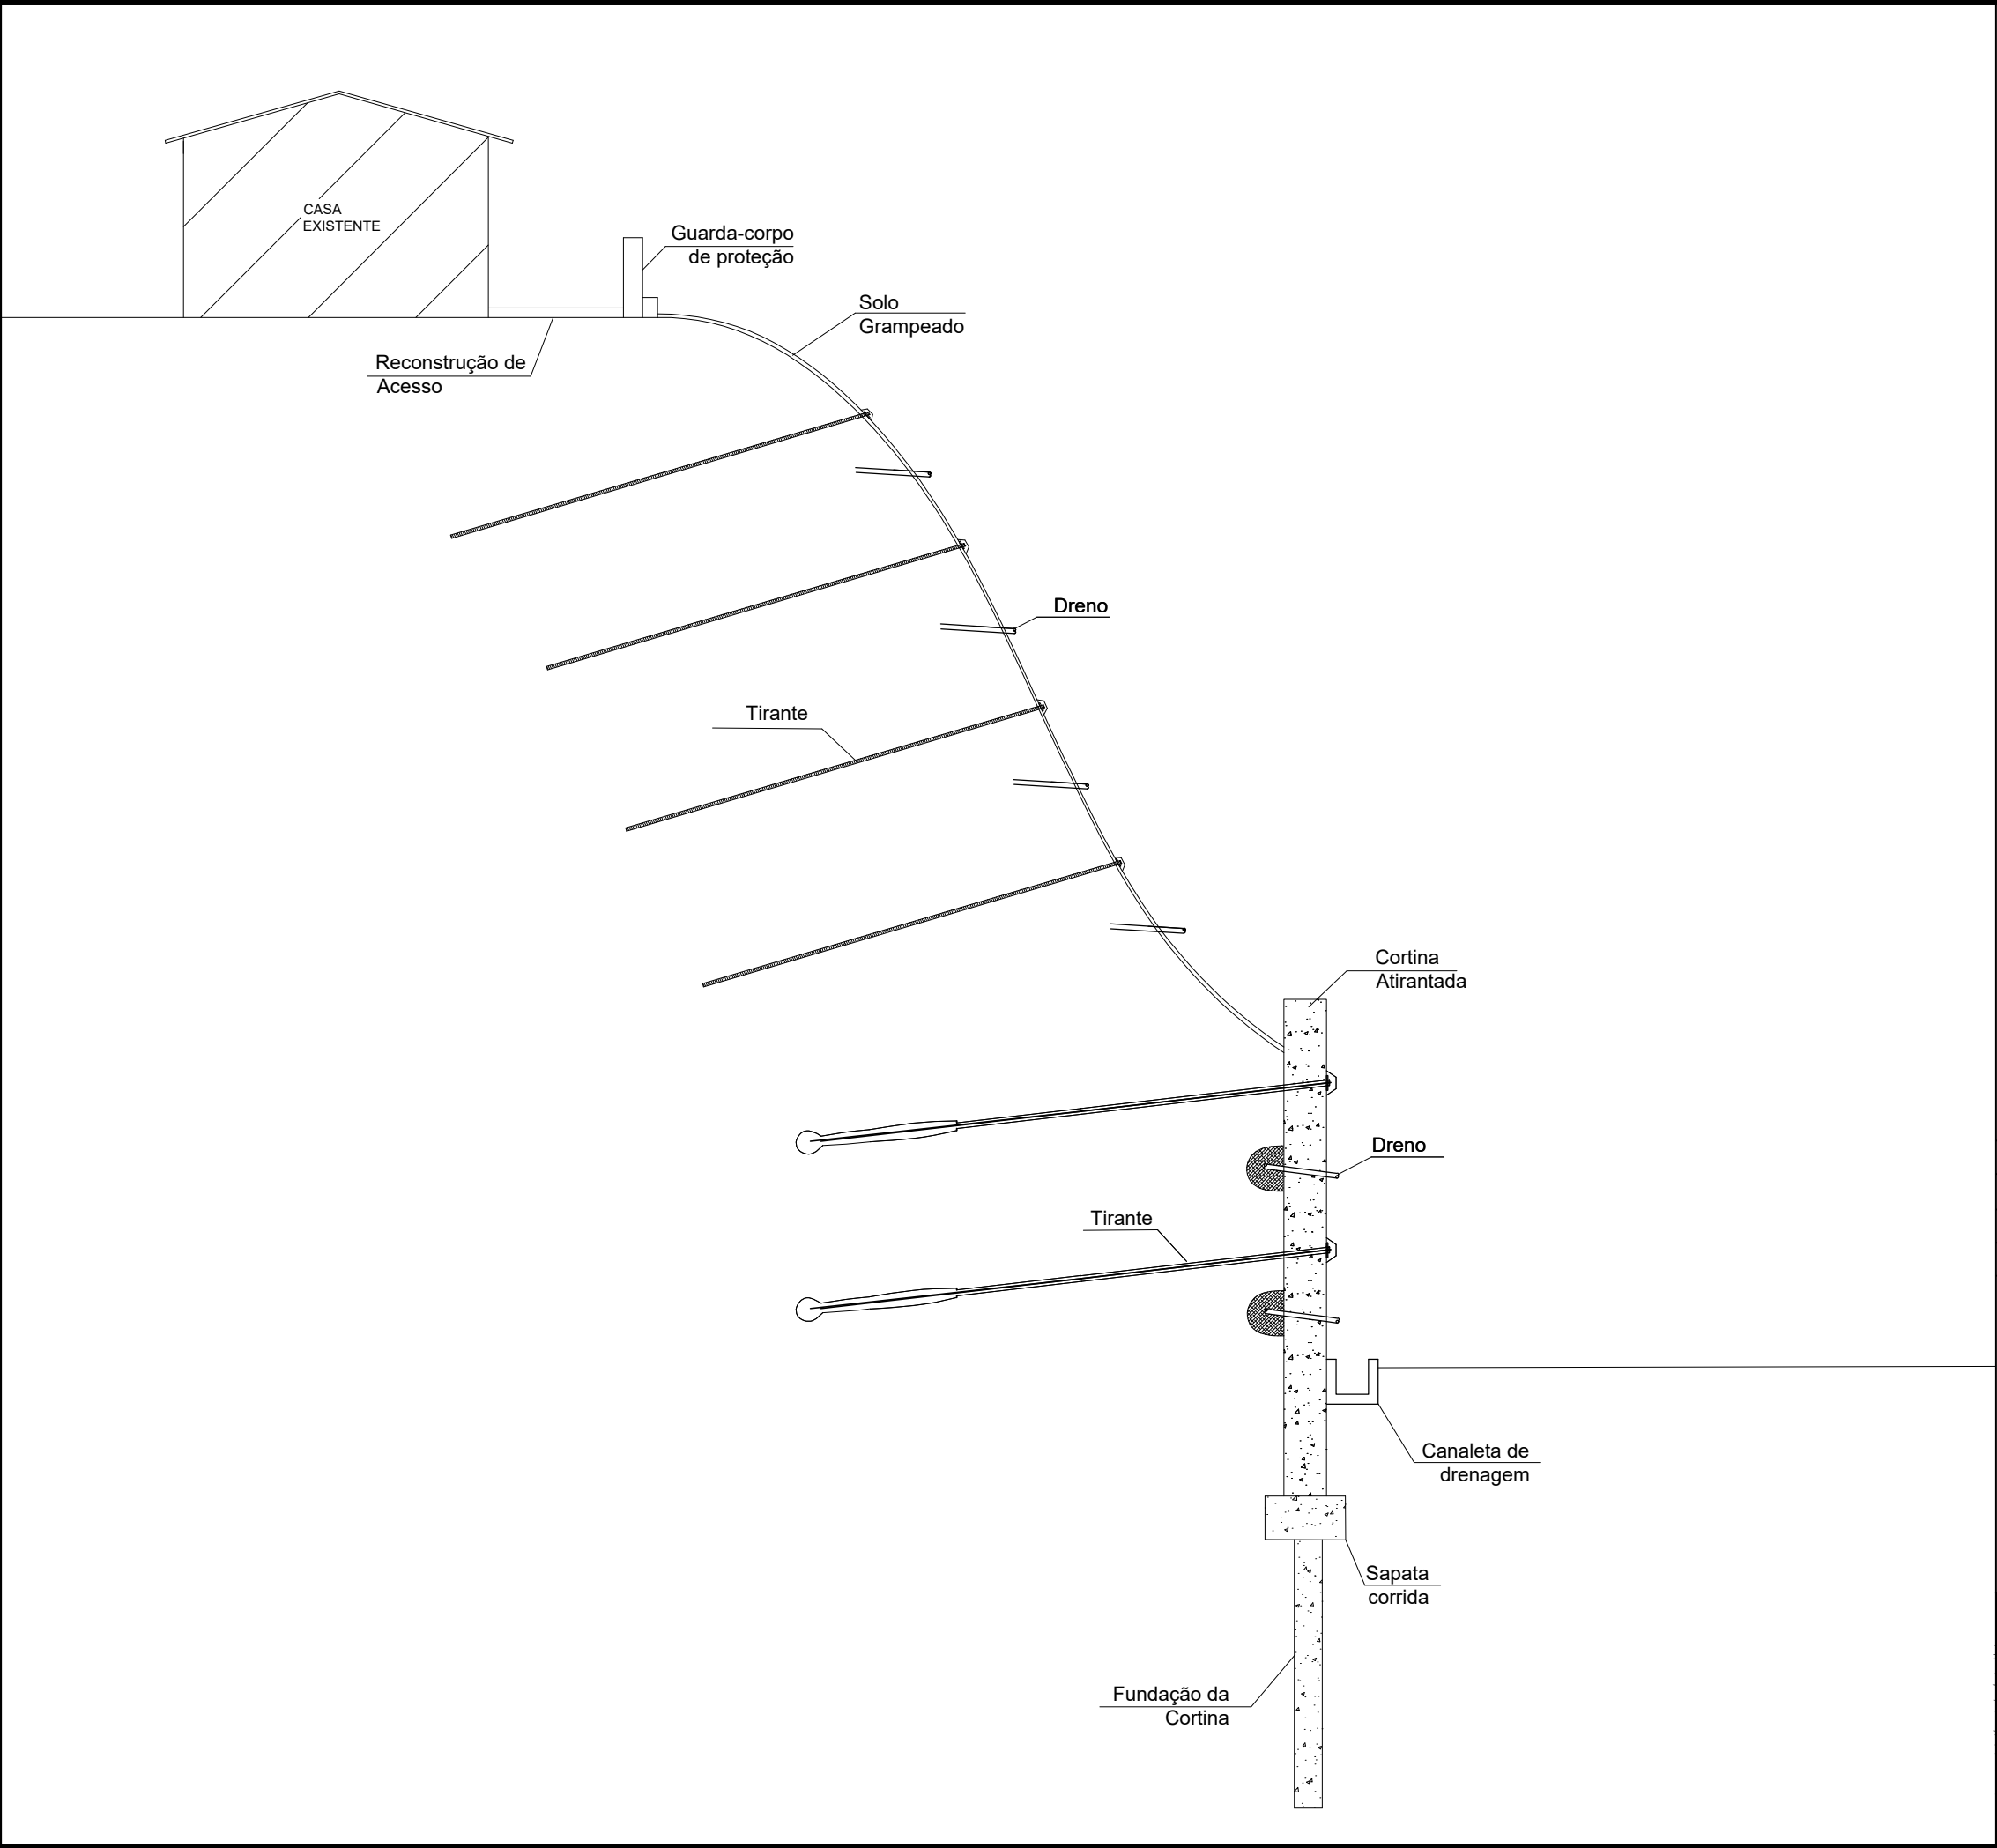 CASA
EXISTENTE
Guarda-corpo
de proteção
Solo
Grampeado
Reconstrução de
Acesso
Dreno
Tirante
Cortina
Atirantada
Dreno
Tirante
Canaleta de
drenagem
Sapata
corrida
Fundação da
Cortina